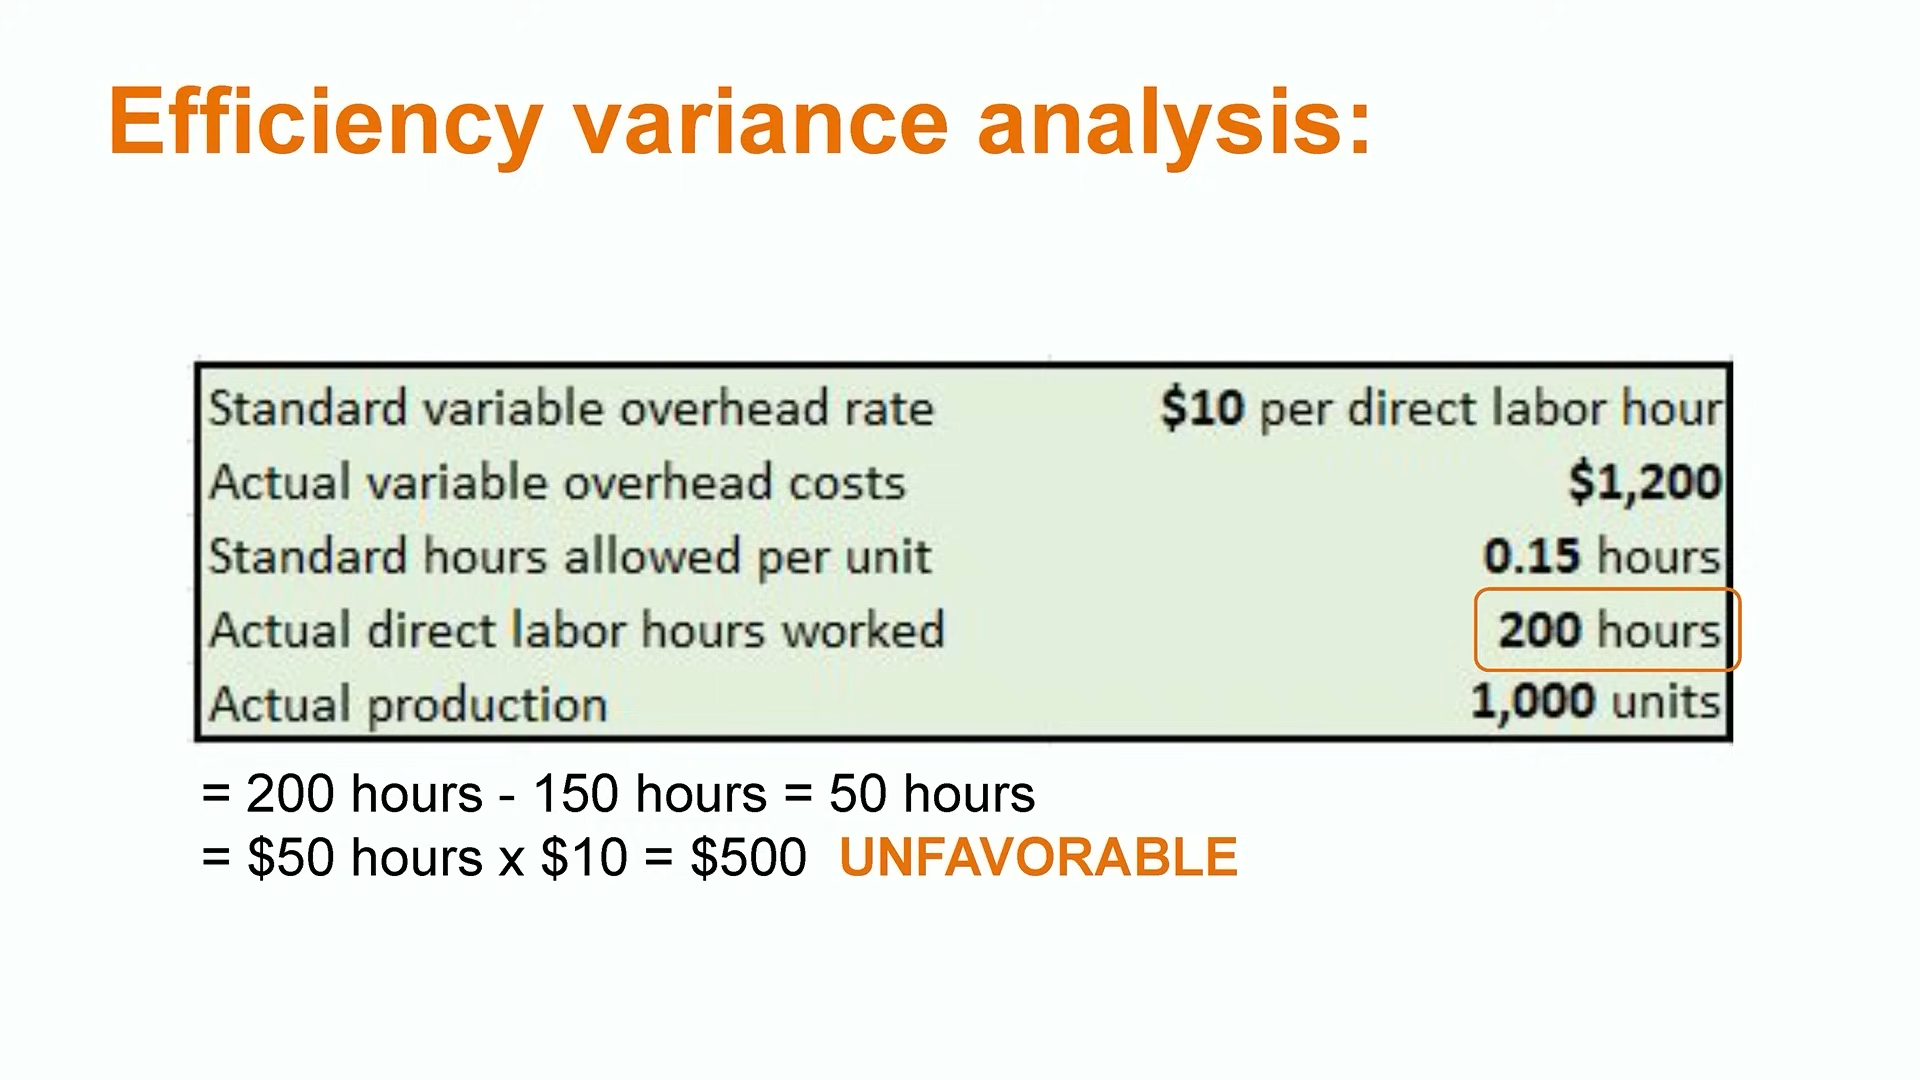 Efficiency variance analysis:
Standard variable overhead rate $10 per direct labor hour
Actual variable overhead costs $1,200
Standard hours allowed per unit 0.15 hours
Actual direct labor hours worked 200 hours
Actual production 1,000 units
= 200 hours - 150 hours = 50 hours
= $50 hours x $10 = $500 UNFAVORABLE